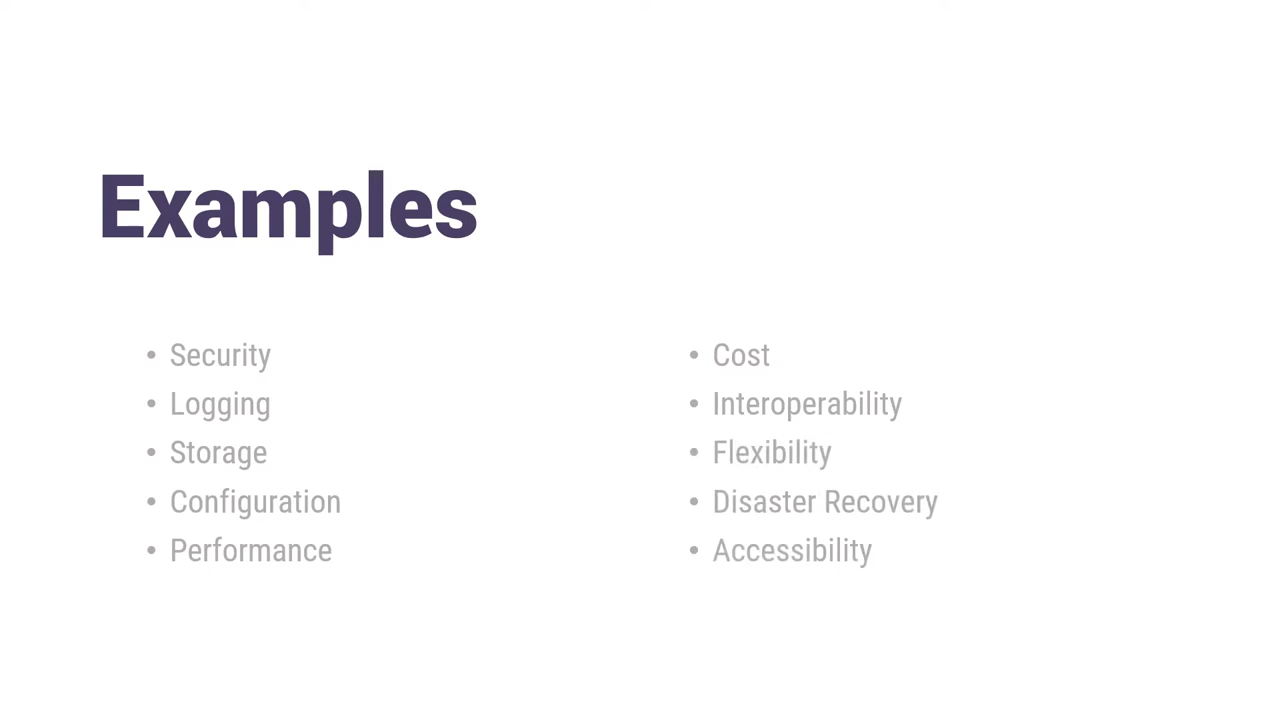 Examples
• Security
• Logging
• Storage
• Configuration
• Performance
• Cost
• Interoperability
• Flexibility
• Disaster Recovery
• Accessibility